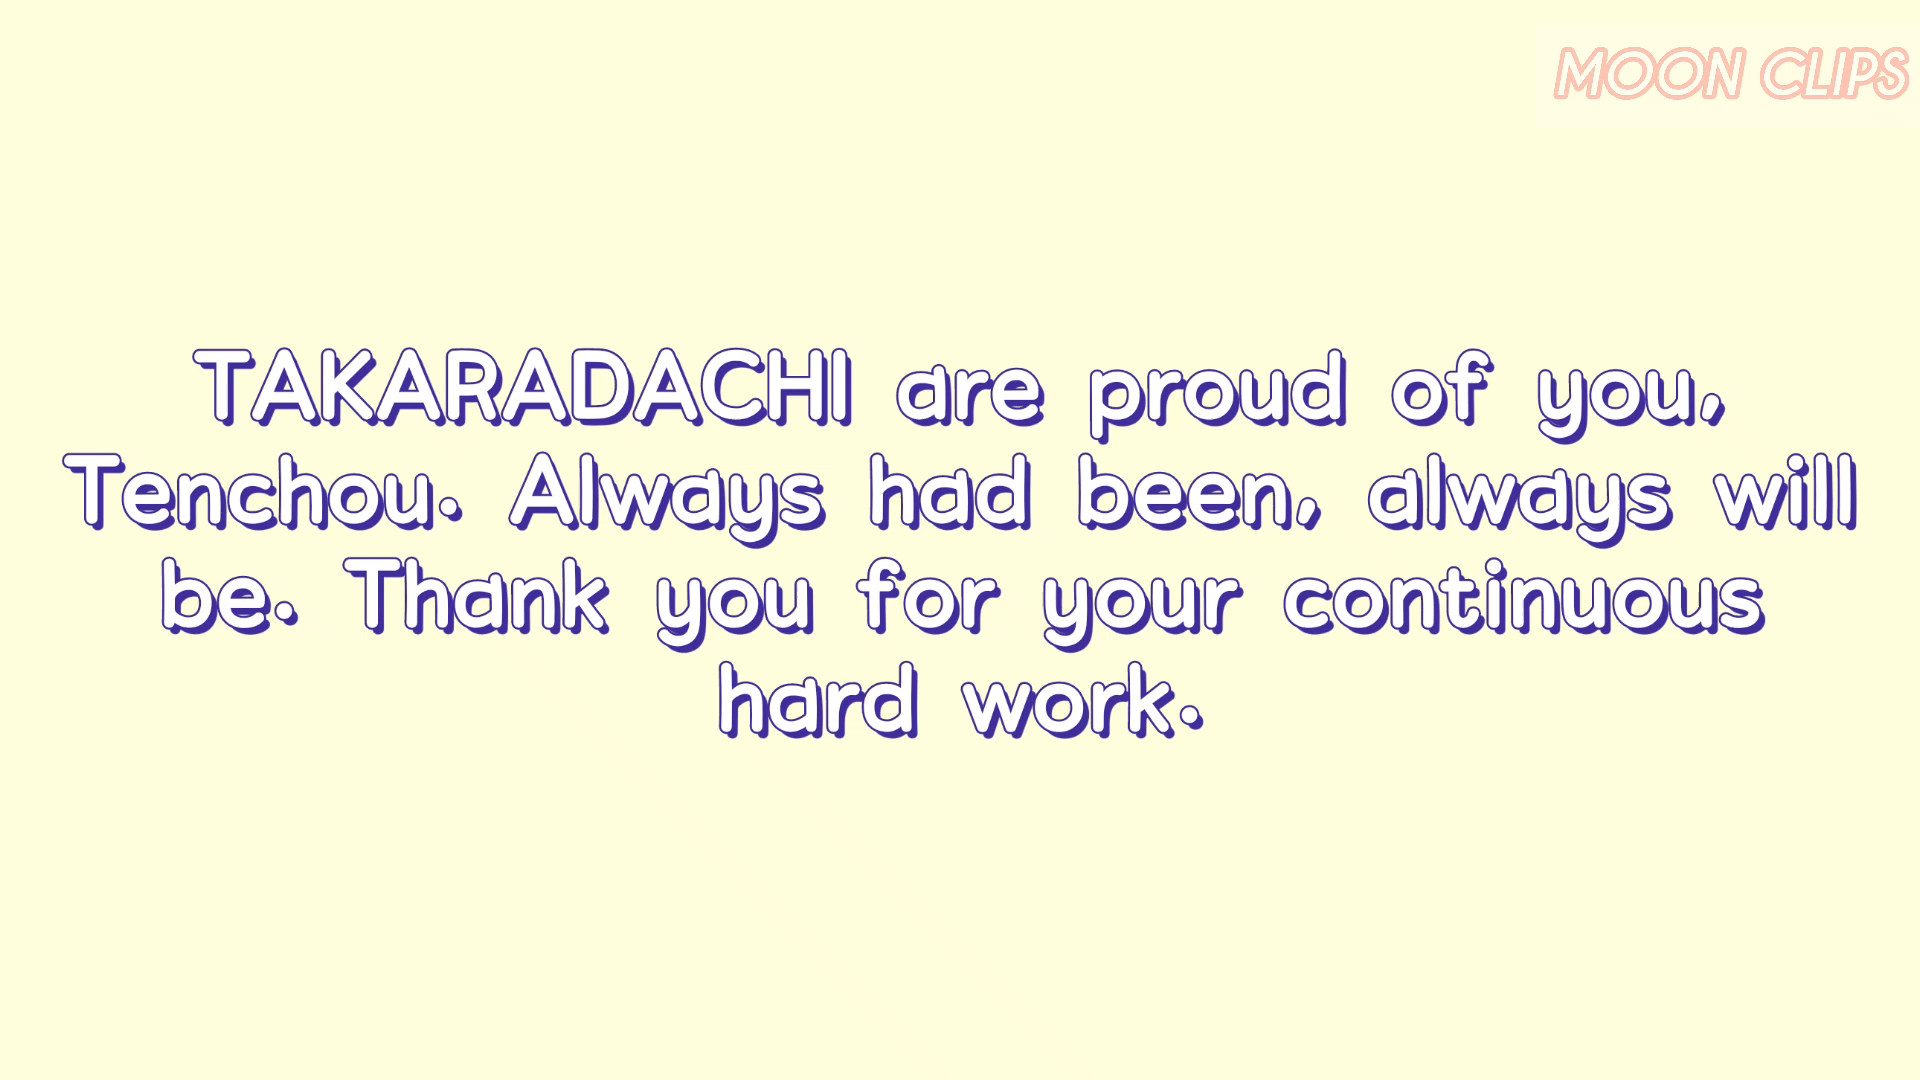 MOON CLIPS
TAKARADACHI are proud of you,
Tenchou. Always had been, always will
be. Thank you for your continuous
hard work.